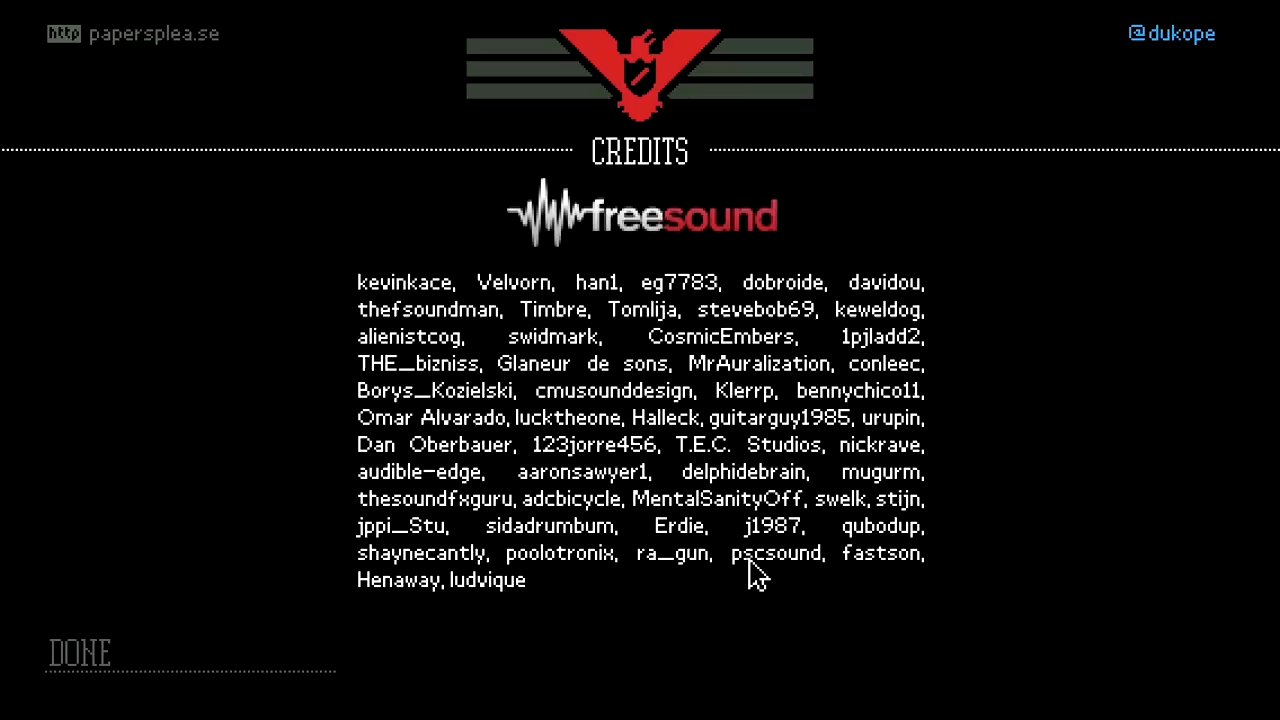 http papersplea.se
@dukope
CREDITS
freesound
kevinkace, Velvorn, han1, eg7783, dobroide, davidou,
thefsoundman, Timbre, Tomlija, stevebob69, keweldog,
alienistcog, swidmark, CosmicEmbers, 1pjladd2,
THE_bizniss, Glaneur de sons, MrAuralization, conleec,
Borys_Kozielski, cmusounddesign, Klerrp, bennychico11,
Omar Alvarado, lucktheone, Halleck, guitarguy1985, urupin,
Dan Oberbauer, 123jorre456, T.E.C. Studios, nickrave,
audible-edge, aaronsawyer1, delphidebrain, mugurm,
thesoundfxguru, adcbicycle, MentalSanityOff, swelk, stijn,
jppi_Stu, sidadrumbum, Erdie, j1987, qubodup,
shaynecantly, poolotronix, ra_gun, pscsound, fastson,
Henaway, ludvique
DONE